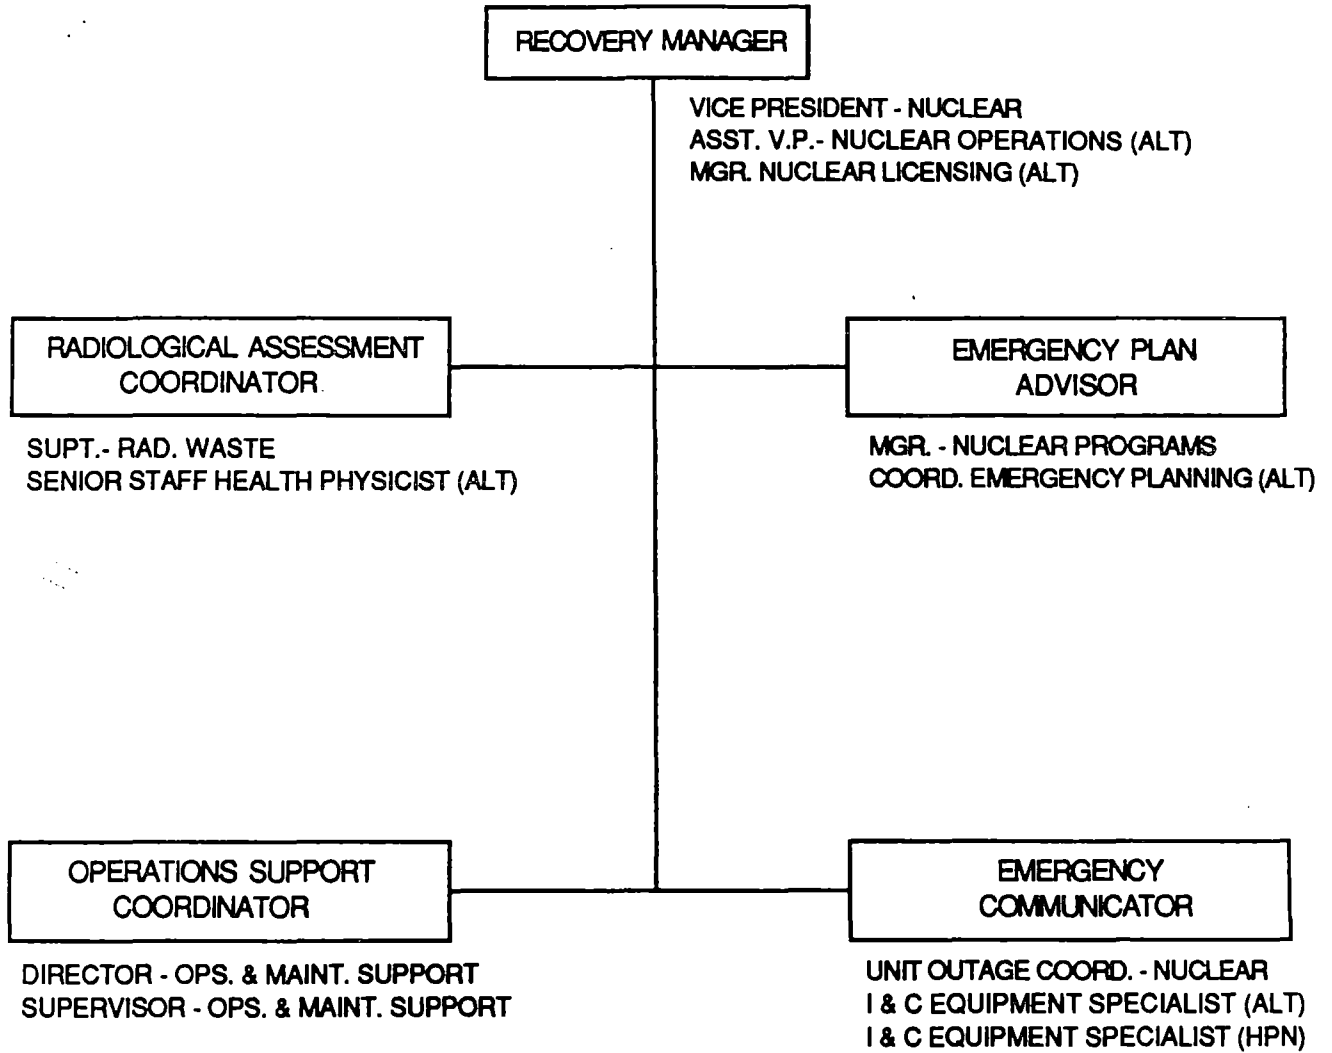 RECOVERY MANAGER
VICE PRESIDENT - NUCLEAR
ASST. V.P.- NUCLEAR OPERATIONS (ALT)
MGR. NUCLEAR LICENSING (ALT)
RADIOLOGICAL ASSESSMENT
COORDINATOR
SUPT.- RAD. WASTE
SENIOR STAFF HEALTH PHYSICIST (ALT)
EMERGENCY PLAN
ADVISOR
MGR. - NUCLEAR PROGRAMS
COORD. EMERGENCY PLANNING (ALT)
OPERATIONS SUPPORT
COORDINATOR
DIRECTOR - OPS. & MAINT. SUPPORT
SUPERVISOR - OPS. & MAINT. SUPPORT
EMERGENCY
COMMUNICATOR
UNIT OUTAGE COORD. - NUCLEAR
I & C EQUIPMENT SPECIALIST (ALT)
I & C EQUIPMENT SPECIALIST (HPN)